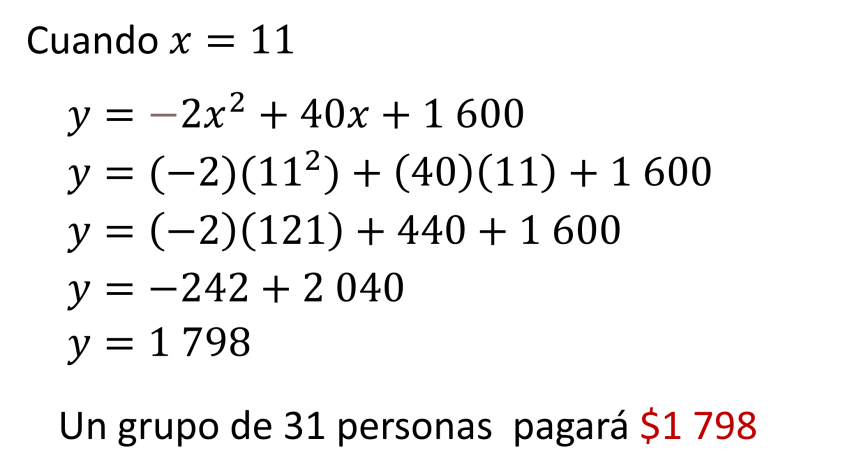 Cuando x = 11
y = −2x² + 40x + 1 600
y = (−2)(11²) + (40)(11) + 1 600
y = (−2)(121) + 440 + 1 600
y = −242 + 2 040
y = 1 798
Un grupo de 31 personas pagará $1 798